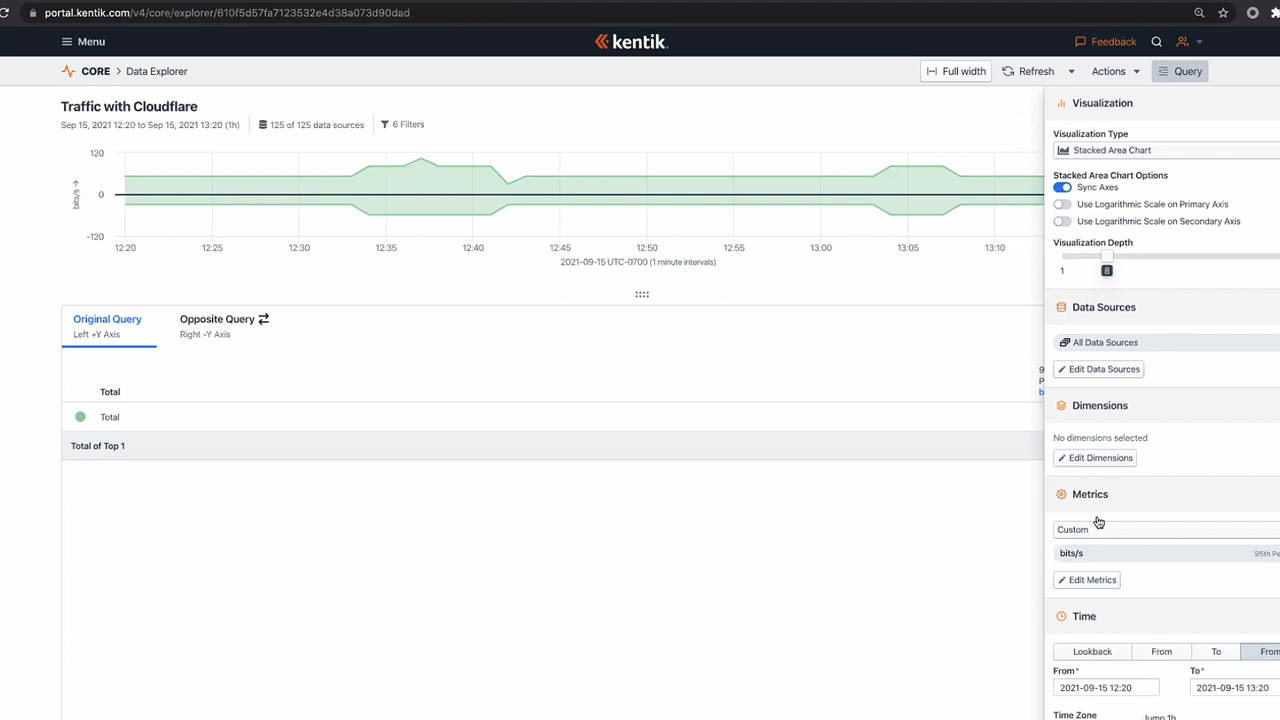 portal.kentik.com/v4/core/explorer/610f5d57fa7123532e4d38a073d90dad
Menu
kentik
Feedback
CORE > Data Explorer
Full width
Refresh
Actions
Query
Traffic with Cloudflare
Sep 15, 2021 12:20 to Sep 15, 2021 13:20 (1h)
125 of 125 data sources
6 Filters
120
0
-120
bits/s →
12:20 12:25 12:30 12:35 12:40 12:45 12:50 12:55 13:00 13:05 13:10
2021-09-15 UTC-0700 (1 minute intervals)
Original Query
Left +Y Axis
Opposite Query
Right -Y Axis
Total
Total
Total of Top 1
Visualization
Visualization Type
Stacked Area Chart
Stacked Area Chart Options
Sync Axes
Use Logarithmic Scale on Primary Axis
Use Logarithmic Scale on Secondary Axis
Visualization Depth
1
8
Data Sources
All Data Sources
Edit Data Sources
Dimensions
No dimensions selected
Edit Dimensions
Metrics
Custom
bits/s
95th Pe
Edit Metrics
Time
Lookback
From
To
From
From*
To*
2021-09-15 12:20
2021-09-15 13:20
Time Zone
Jump 1h